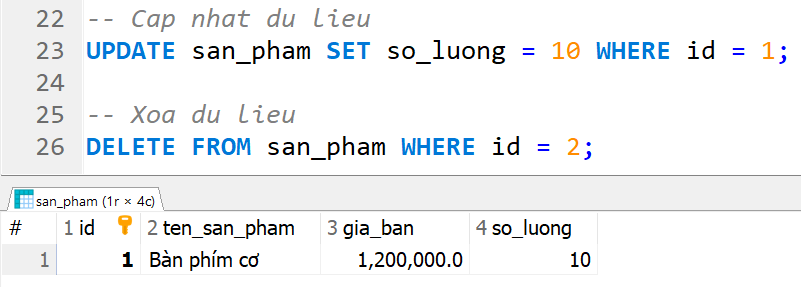 22 -- Cap nhat du lieu
23 UPDATE san_pham SET so_luong = 10 WHERE id = 1;
24
25 -- Xoa du lieu
26 DELETE FROM san_pham WHERE id = 2;
san_pham (1r × 4c)
# 1 id 2 ten_san_pham 3 gia_ban 4 so_luong
1 1 Bàn phím cơ 1,200,000.0 10